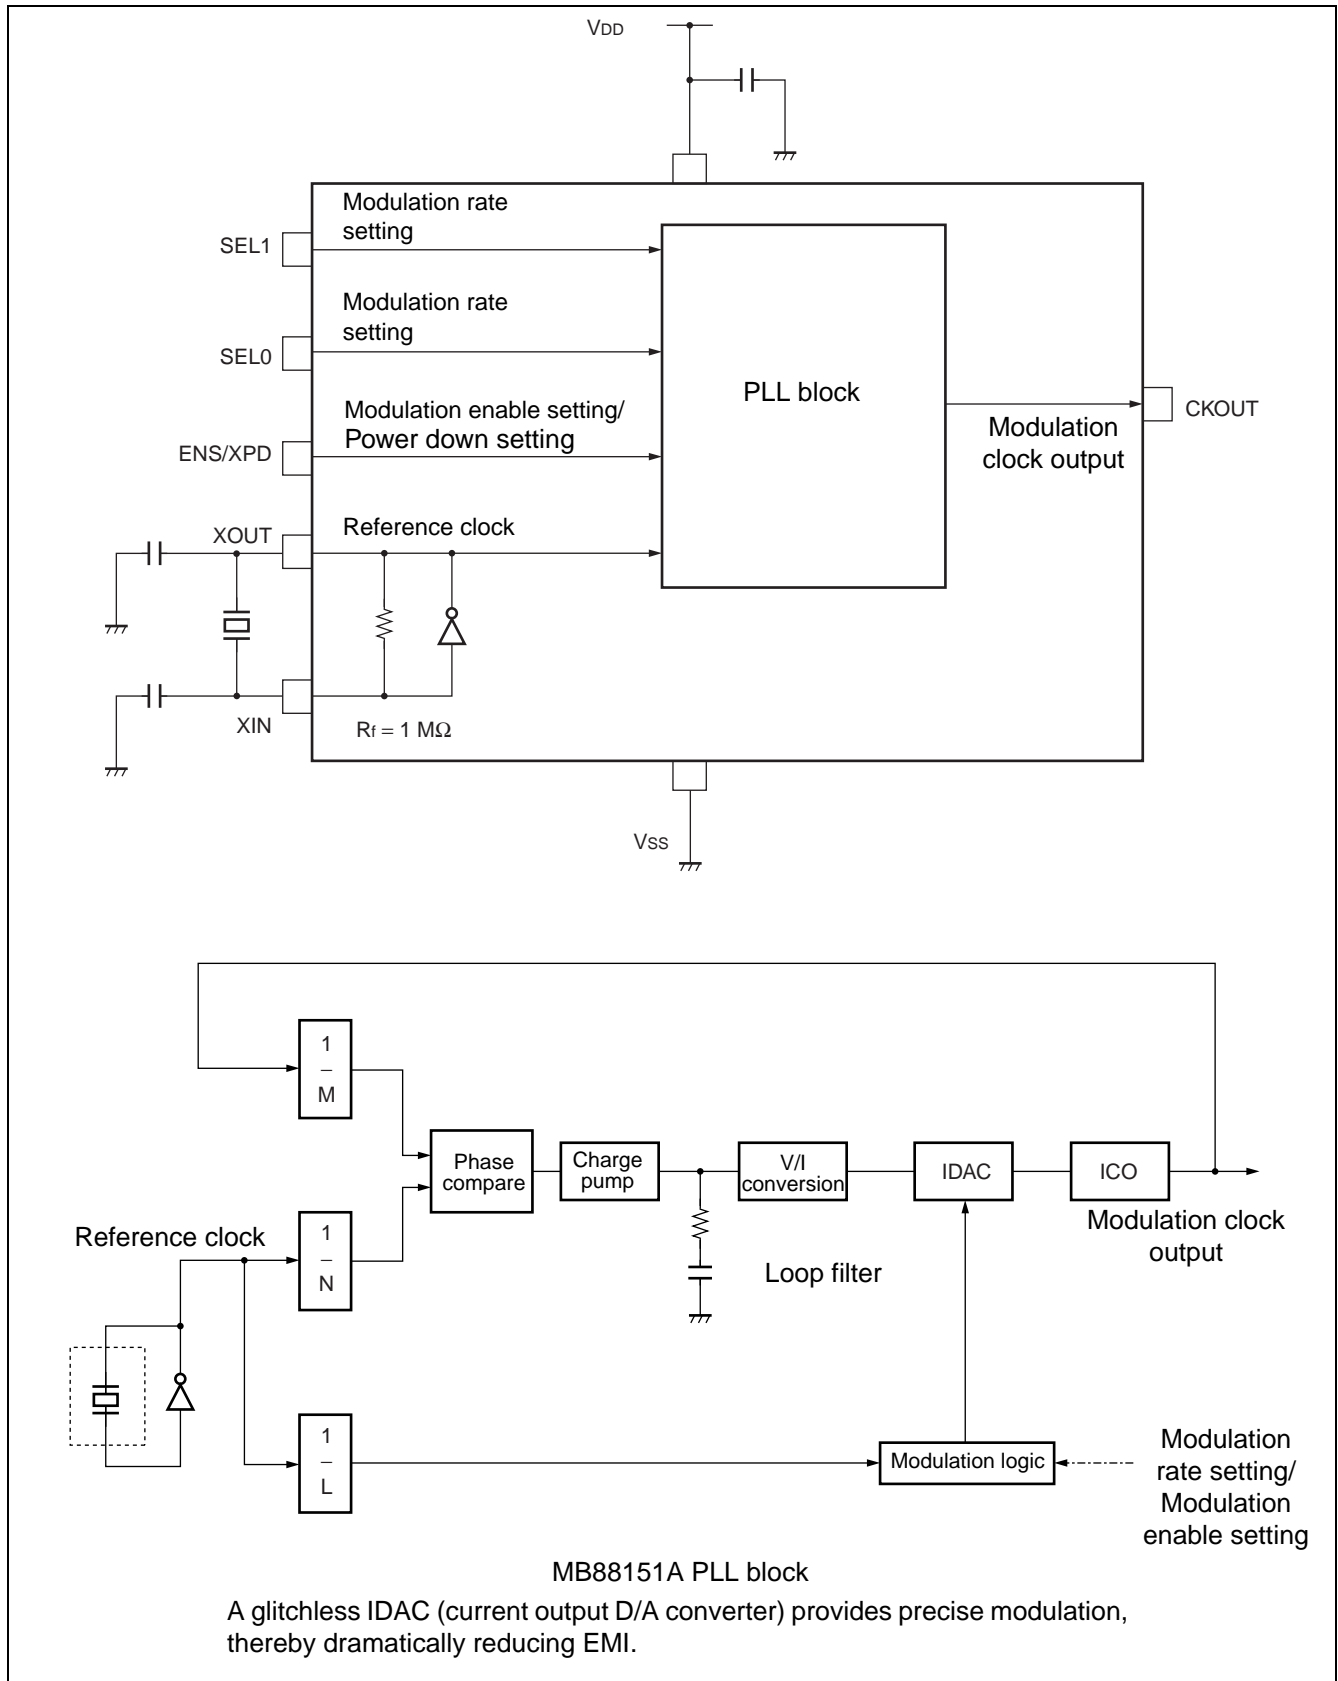 VDD
Modulation rate
setting
SEL1
Modulation rate
setting
SEL0
PLL block
Modulation enable setting/
Power down setting
ENS/XPD
CKOUT
Modulation
clock output
XOUT
Reference clock
XIN
Rf = 1 MΩ
VSS
1
–
M
Phase
compare
Charge
pump
V/I
conversion
IDAC
ICO
Reference clock
1
–
N
Modulation clock
output
Loop filter
1
–
L
Modulation logic
Modulation
rate setting/
Modulation
enable setting
MB88151A PLL block
A glitchless IDAC (current output D/A converter) provides precise modulation,
thereby dramatically reducing EMI.